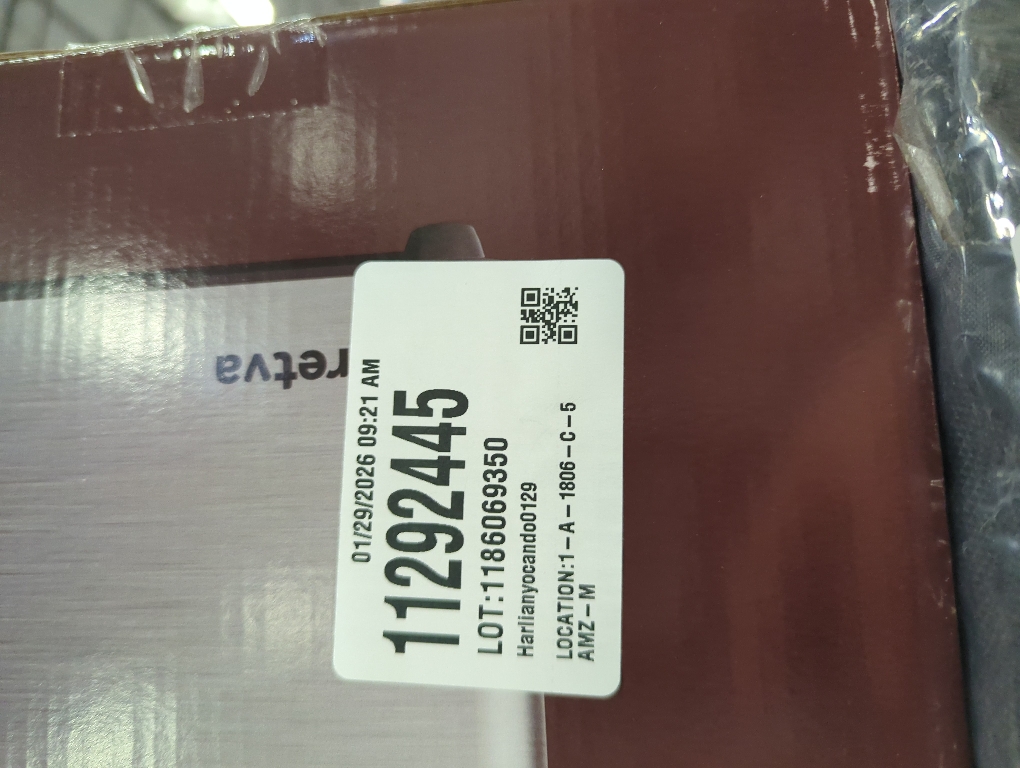 01/29/2026 09:21 AM
11292445
LOT:1186069350
Harlianyocando0129
LOCATION:1-A-1806-C-5
AMZ-M
retva